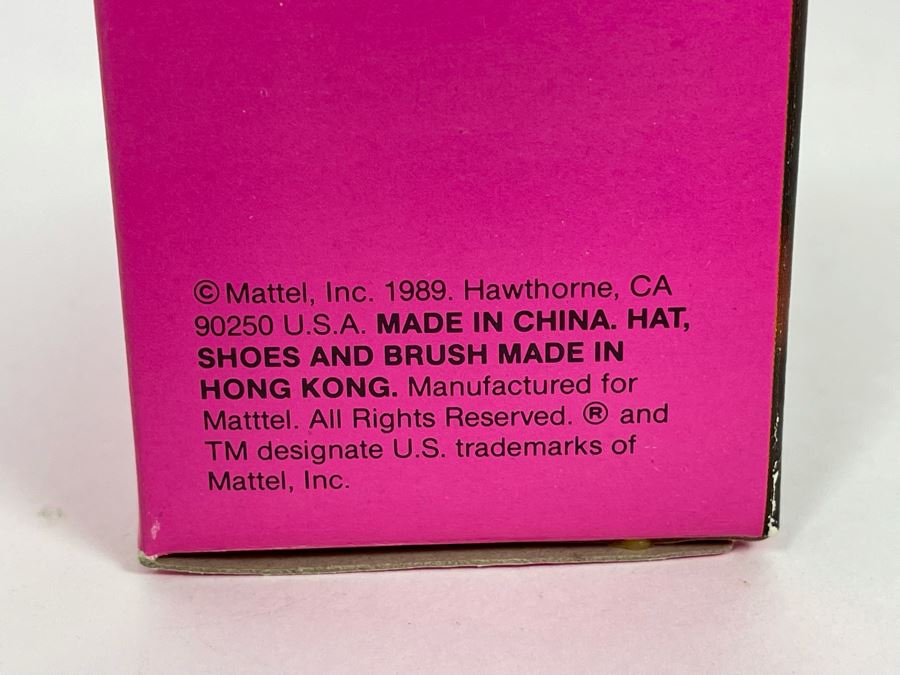 © Mattel, Inc. 1989. Hawthorne, CA
90250 U.S.A. MADE IN CHINA. HAT,
SHOES AND BRUSH MADE IN
HONG KONG. Manufactured for
Matttel. All Rights Reserved. ® and
TM designate U.S. trademarks of
Mattel, Inc.